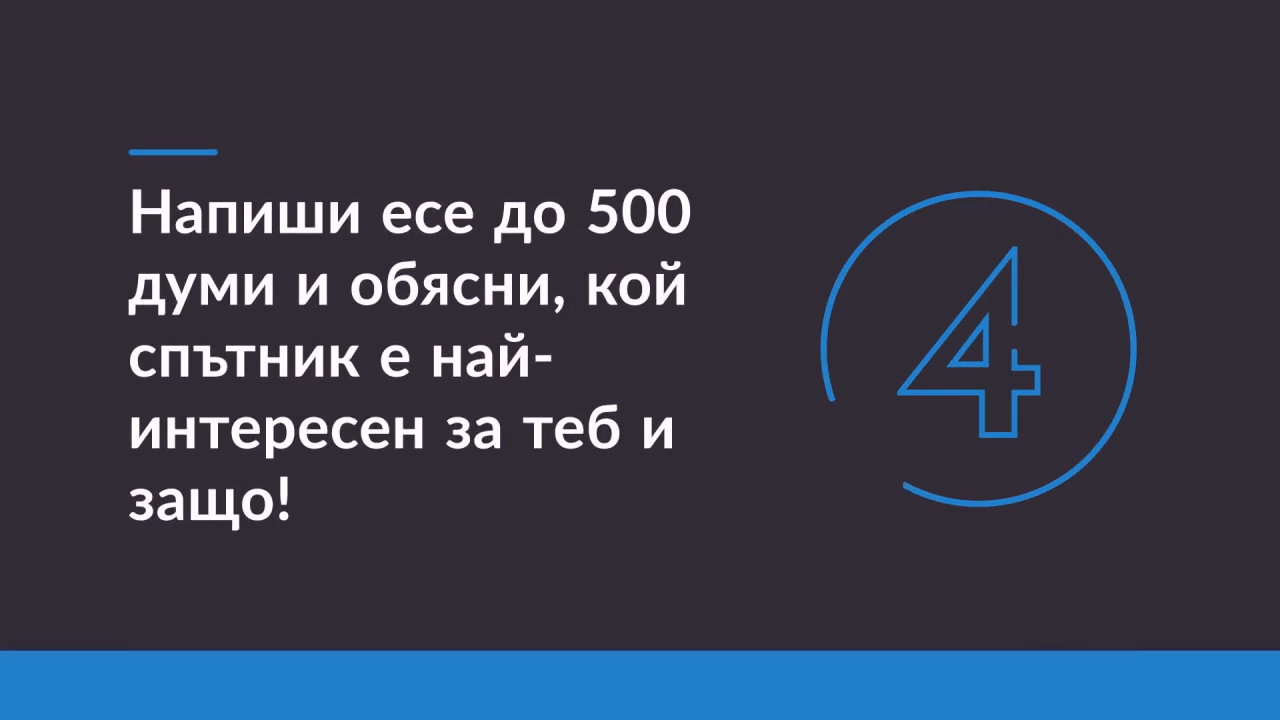 Напиши есе до 500
думи и обясни, кой
спътник е най-
интересен за теб и
защо!
4